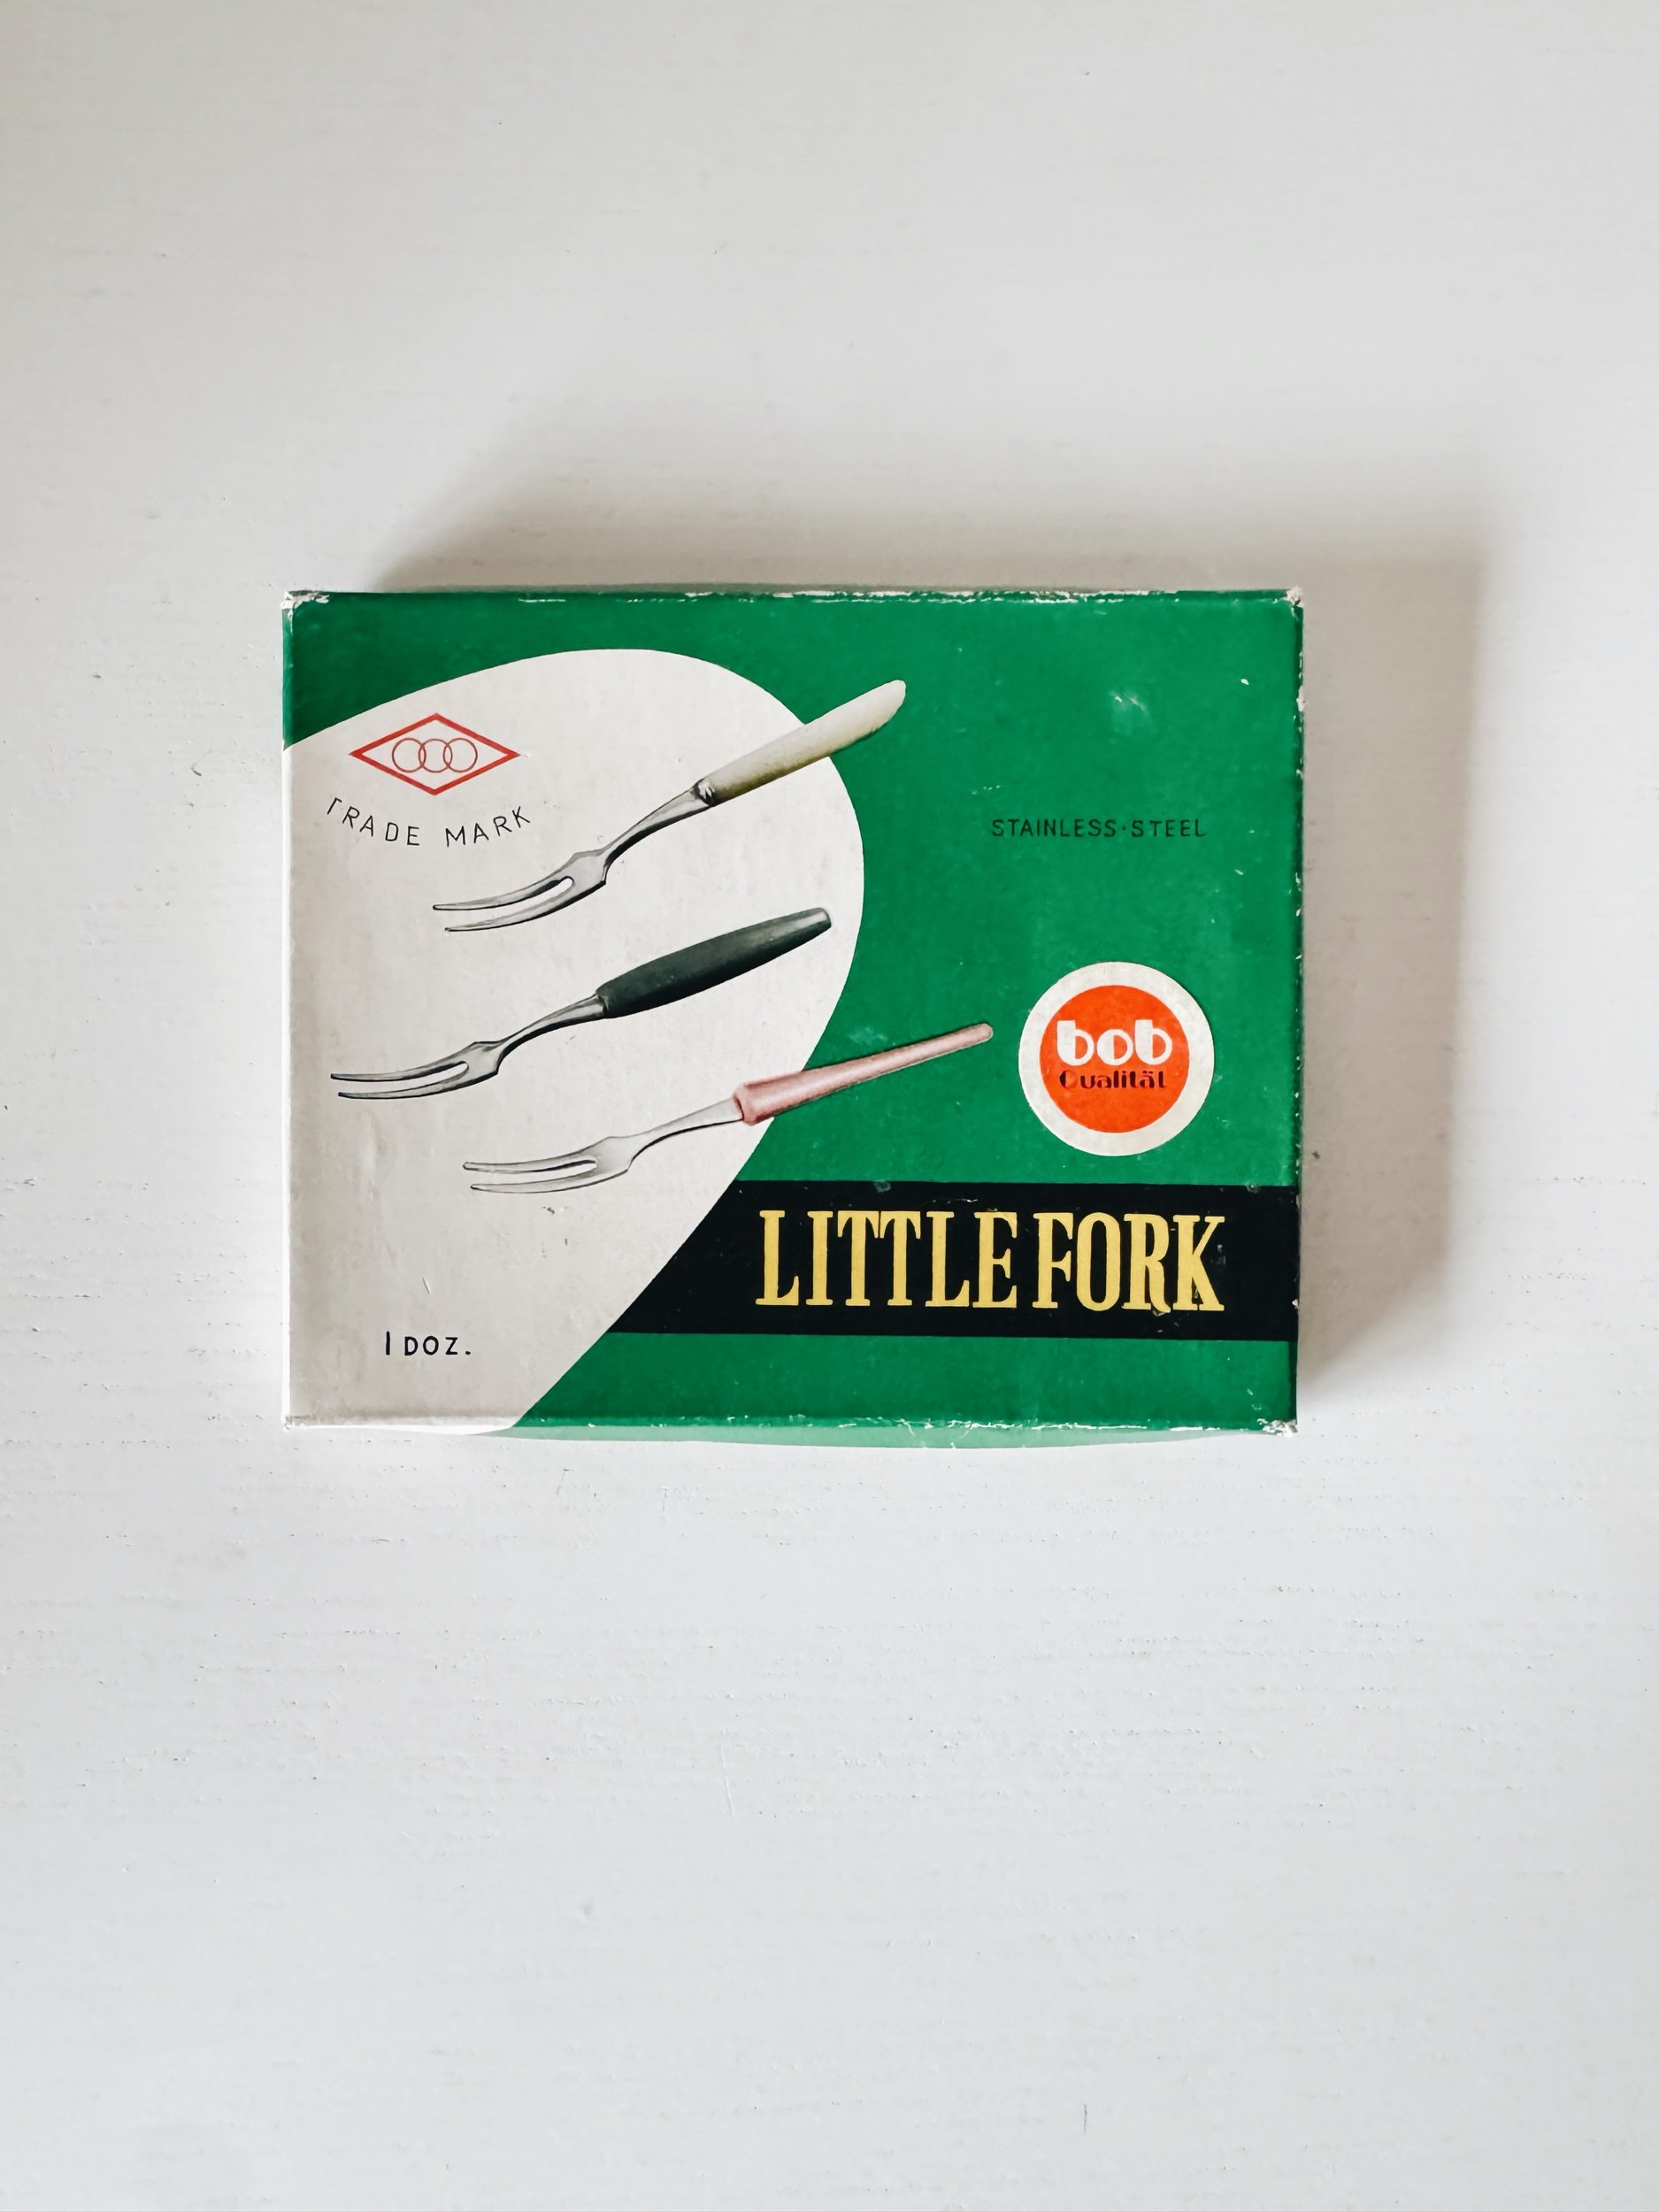 TRADE MARK
STAINLESS·STEEL
bob
Qualität
LITTLE FORK
1 DOZ.